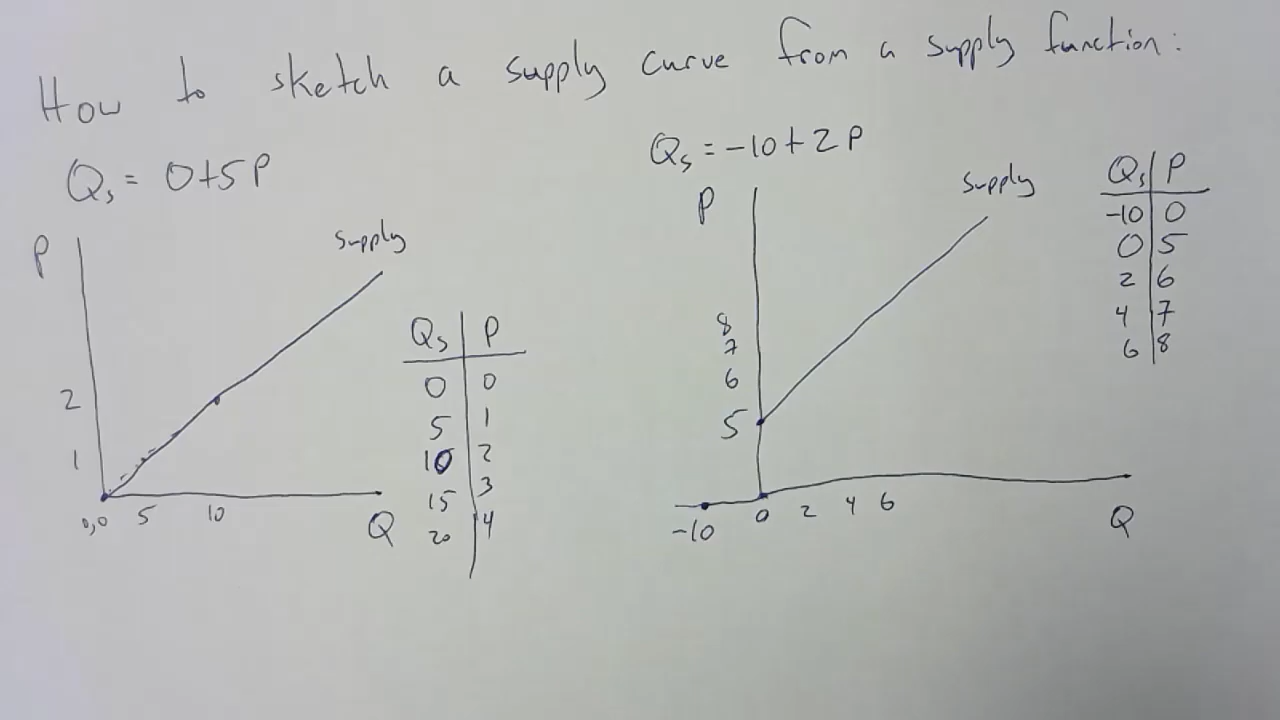 How to sketch a supply curve from a supply function:
Qs = 0+5P
P
supply
2
1
0,0 5 10
Q
Qs P
0 0
5 1
10 2
15 3
20 4
Qs = -10+2P
P
supply
8
7
6
5
-10 0 2 4 6
Q
Qs P
-10 0
0 5
2 6
4 7
6 8